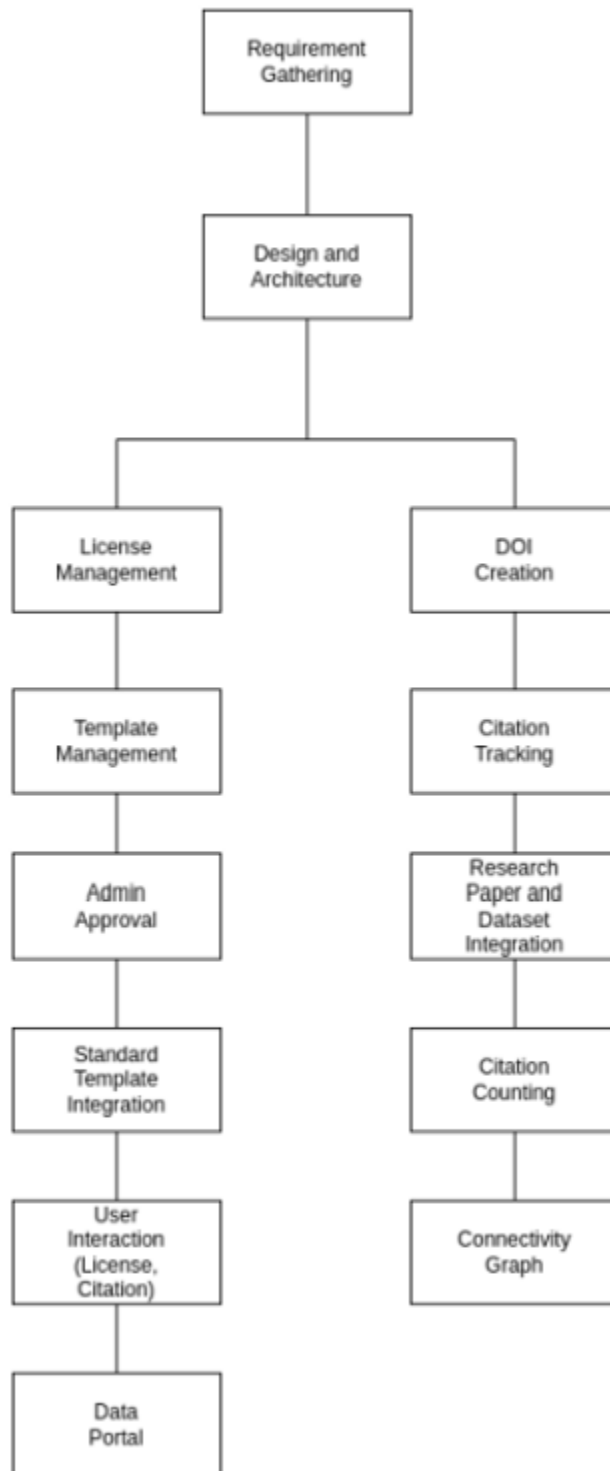 Requirement
Gathering
Design and
Architecture
License
Management
DOI
Creation
Template
Management
Citation
Tracking
Admin
Approval
Research
Paper and
Dataset
Integration
Standard
Template
Integration
Citation
Counting
User
Interaction
(License,
Citation)
Connectivity
Graph
Data
Portal